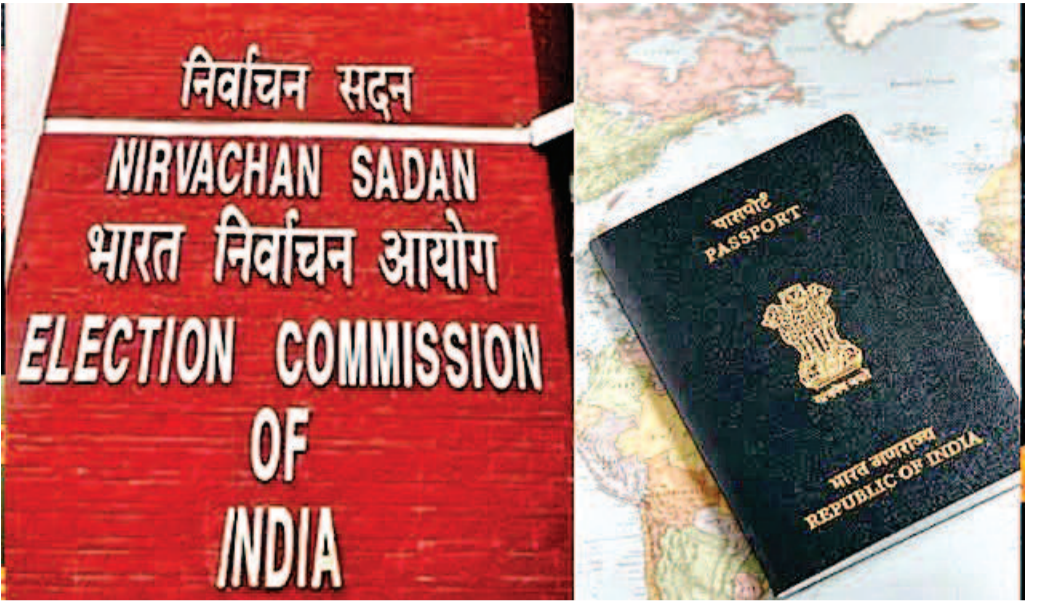 निर्वाचन सदन
NIRVACHAN SADAN
भारत निर्वाचन आयोग
ELECTION COMMISSION
OF
INDIA
पासपोर्ट
PASSPORT
भारत गणराज्य
REPUBLIC OF INDIA